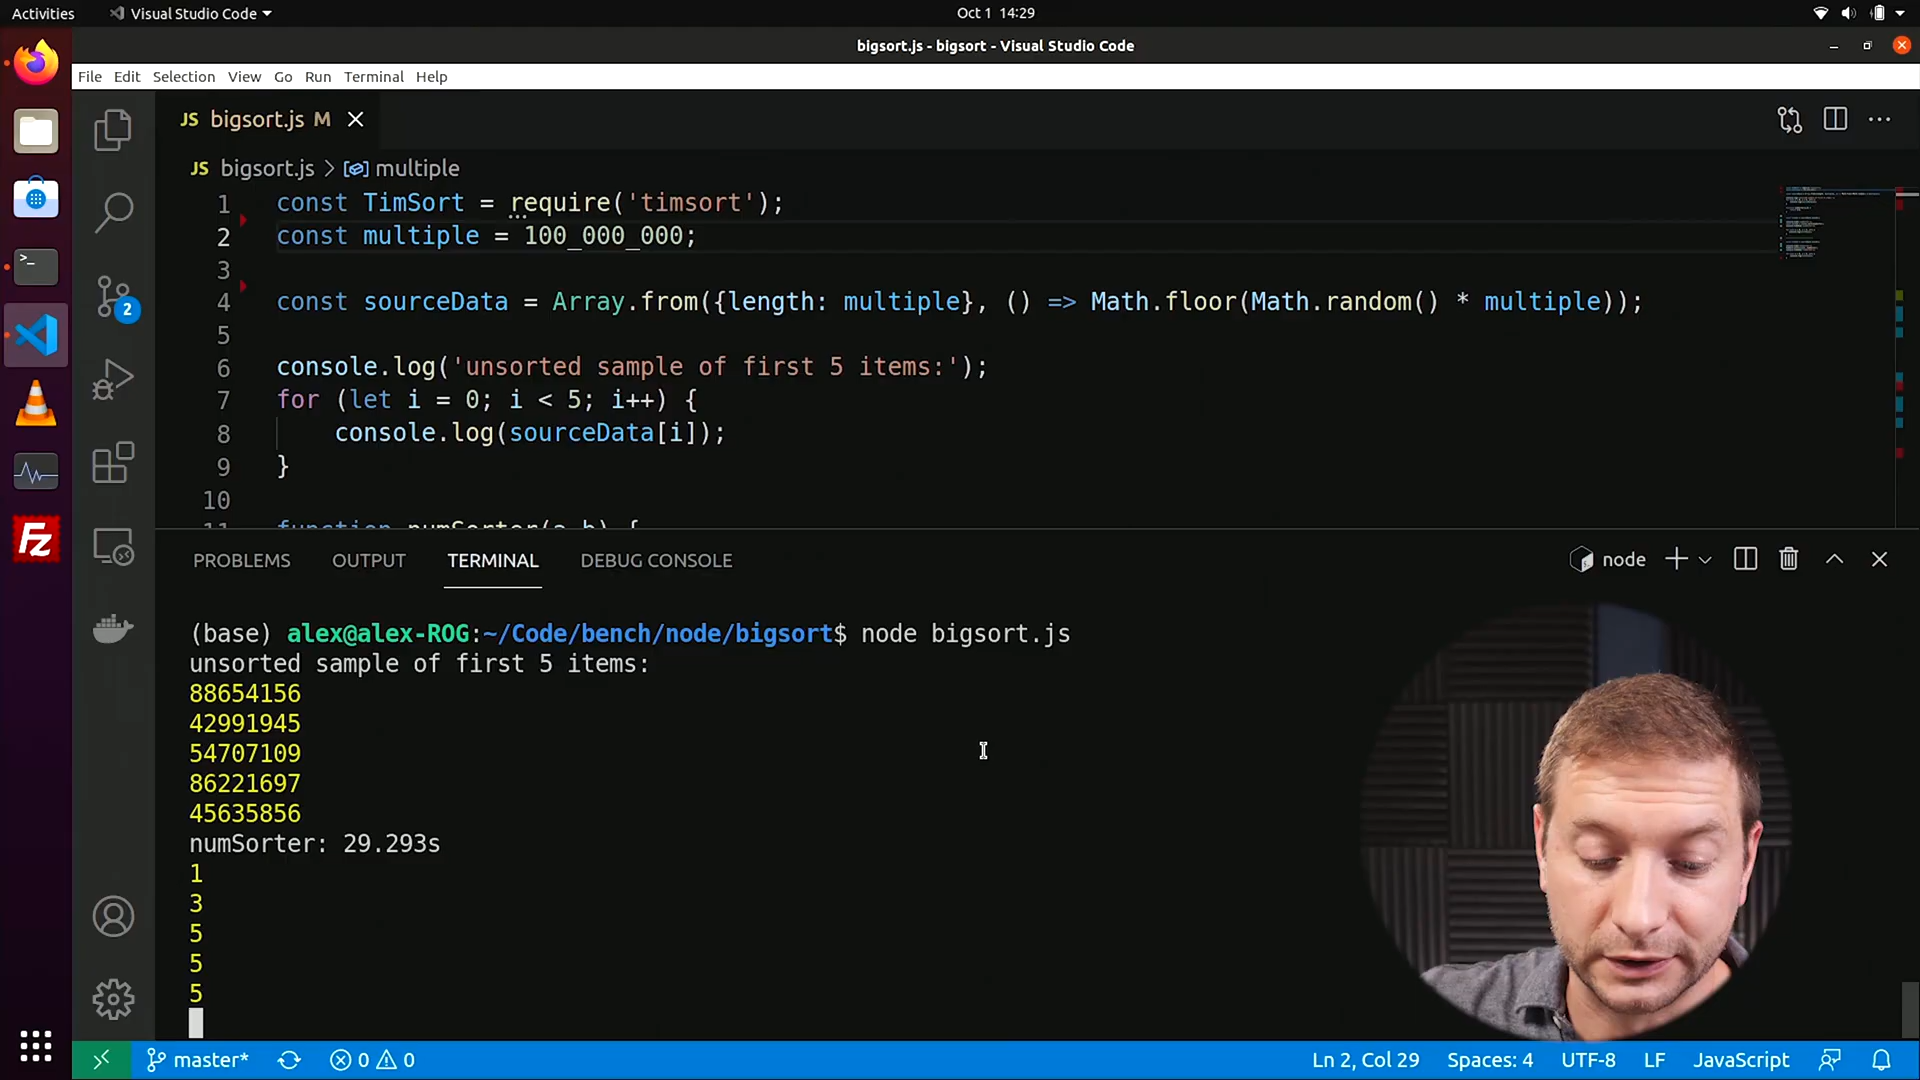 Activities
Visual Studio Code
Oct 1 14:29
bigsort.js - bigsort - Visual Studio Code
File Edit Selection View Go Run Terminal Help
JS bigsort.js M
JS bigsort.js > multiple
1 const TimSort = require('timsort');
2 const multiple = 100_000_000;
3
4 const sourceData = Array.from({length: multiple}, () => Math.floor(Math.random() * multiple));
5
6 console.log('unsorted sample of first 5 items:');
7 for (let i = 0; i < 5; i++) {
8 console.log(sourceData[i]);
9 }
10
11 function numSorter(a,b) {
2
Fz
PROBLEMS OUTPUT TERMINAL DEBUG CONSOLE
node
(base) alex@alex-ROG:~/Code/bench/node/bigsort$ node bigsort.js
unsorted sample of first 5 items:
88654156
42991945
54707109
86221697
45635856
numSorter: 29.293s
1
3
5
5
5
master* 0 0 Ln 2, Col 29 Spaces: 4 UTF-8 LF JavaScript